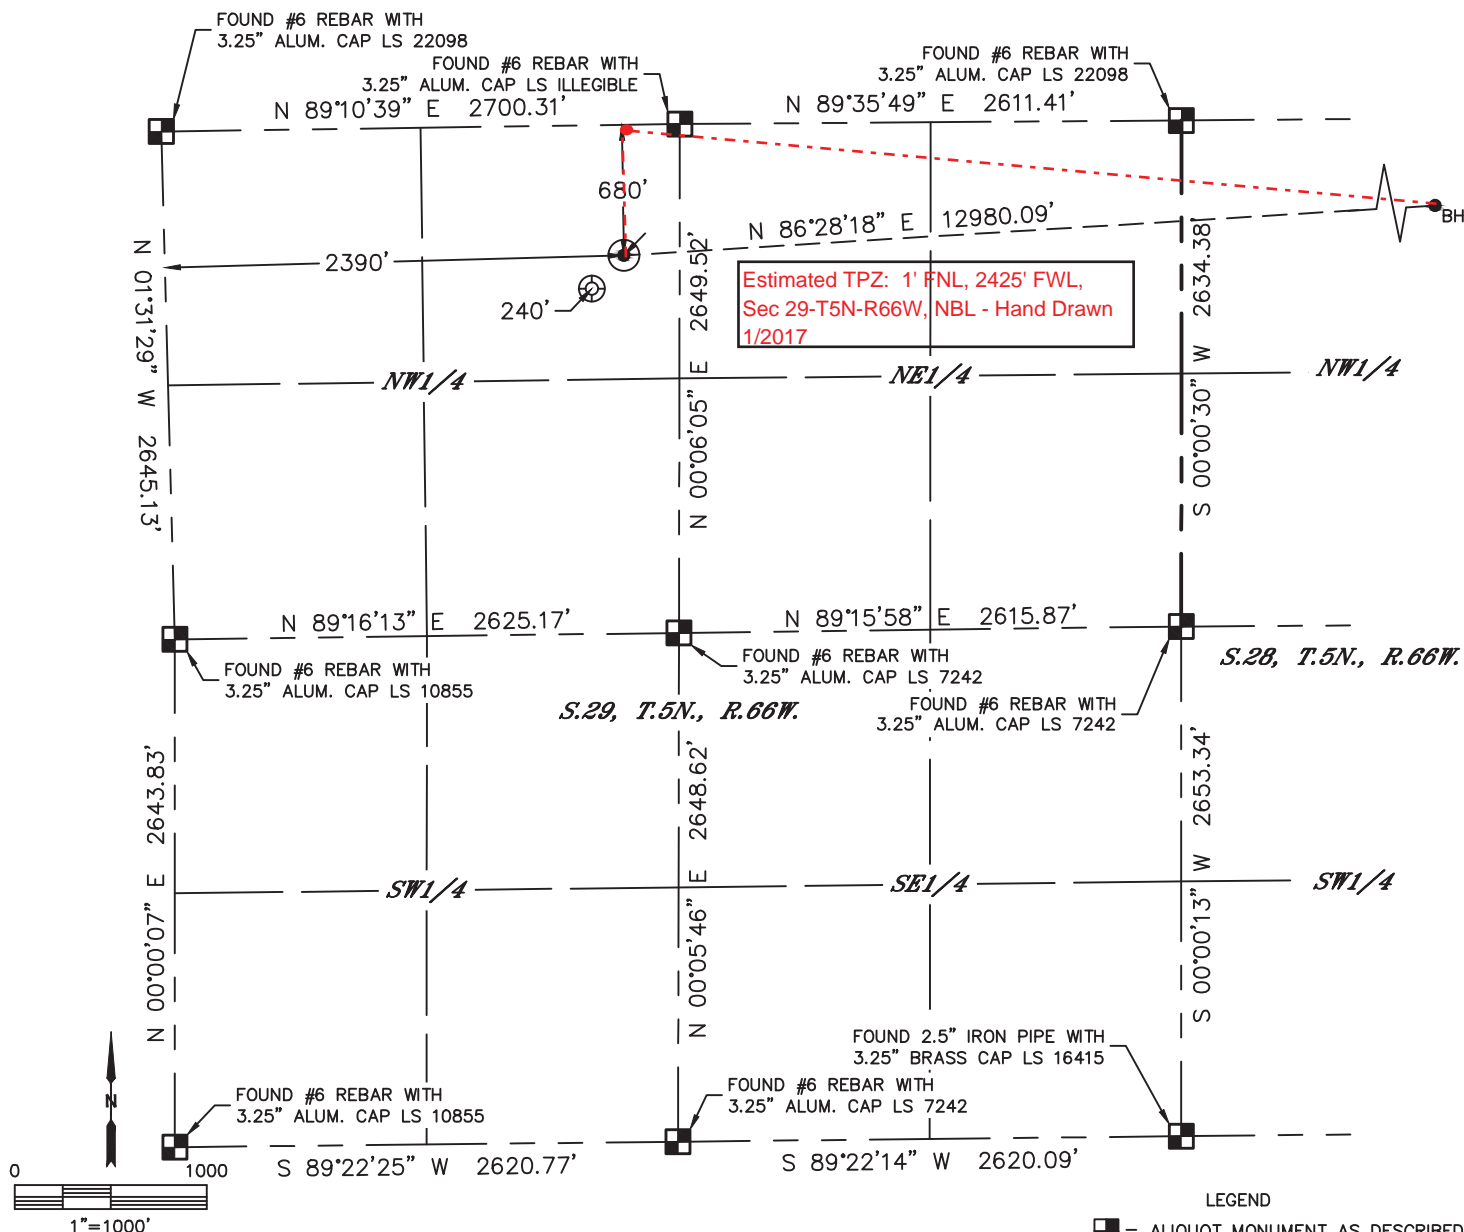 FOUND #6 REBAR WITH
3.25" ALUM. CAP LS 22098
FOUND #6 REBAR WITH
3.25" ALUM. CAP LS ILLEGIBLE
FOUND #6 REBAR WITH
3.25" ALUM. CAP LS 22098
N 89°10'39" E 2700.31'
N 89°35'49" E 2611.41'
680'
BH
N 86°28'18" E 12980.09'
2390'
240'
Estimated TPZ: 1' FNL, 2425' FWL,
Sec 29-T5N-R66W, NBL - Hand Drawn
1/2017
N 01°31'29" W 2645.13'
N 00°06'05" E 2649.52'
S 00°00'30" W 2634.38'
NW1/4
NE1/4
NW1/4
N 89°16'13" E 2625.17'
N 89°15'58" E 2615.87'
FOUND #6 REBAR WITH
3.25" ALUM. CAP LS 10855
FOUND #6 REBAR WITH
3.25" ALUM. CAP LS 7242
S.28, T.5N., R.66W.
S.29, T.5N., R.66W.
FOUND #6 REBAR WITH
3.25" ALUM. CAP LS 7242
N 00°00'07" E 2643.83'
N 00°05'46" E 2648.62'
S 00°00'13" W 2653.34'
SW1/4
SE1/4
SW1/4
FOUND 2.5" IRON PIPE WITH
3.25" BRASS CAP LS 16415
FOUND #6 REBAR WITH
3.25" ALUM. CAP LS 10855
FOUND #6 REBAR WITH
3.25" ALUM. CAP LS 7242
N
S 89°22'25" W 2620.77'
S 89°22'14" W 2620.09'
0 1000
1"=1000'
LEGEND
= ALIQUOT MONUMENT AS DESCRIBED